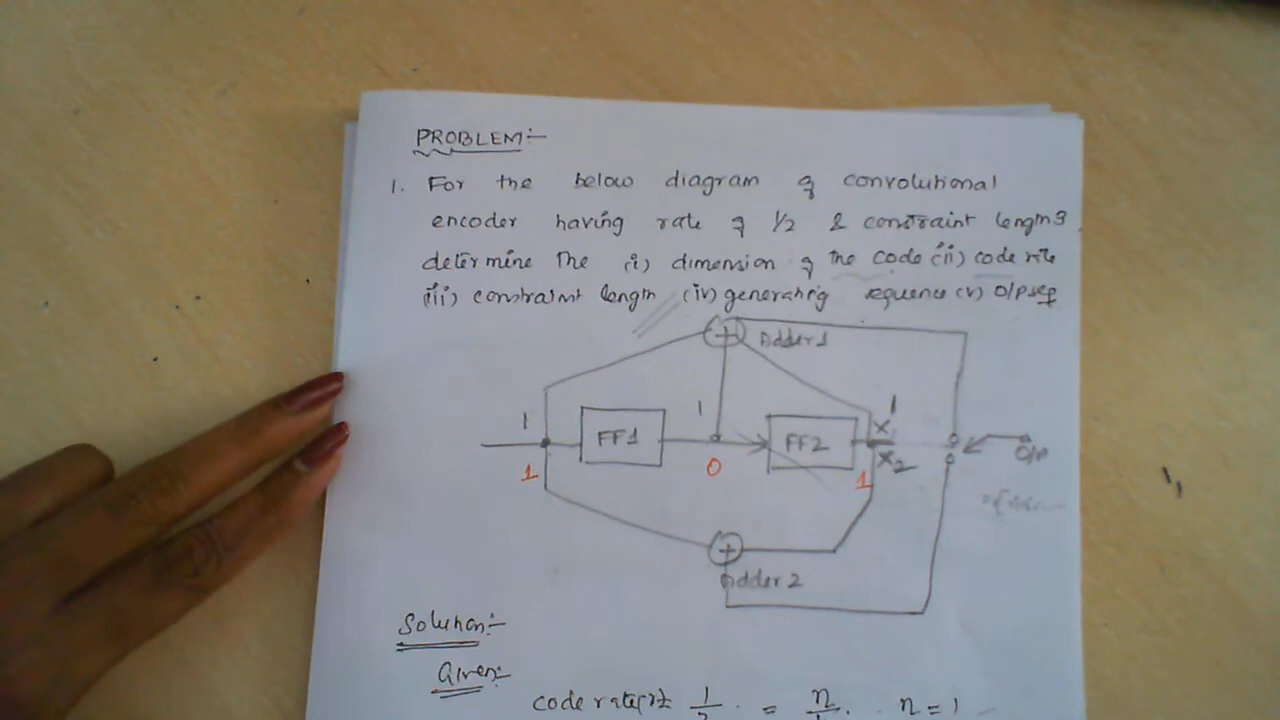 PROBLEM:-
1. For the below diagram of convolutional
encoder having rate of 1/2 & constraint length 3
determine the (i) dimension of the code (ii) code rate
(iii) constraint length (iv) generating sequence (v) O/P seq
+ Adder 1
1 FF1 1 FF2 1
X1
X2
1 0 1
O/P
+
Adder 2
Solution:-
Given:-
code rate(r) = 1/2 = n/k. n = 1